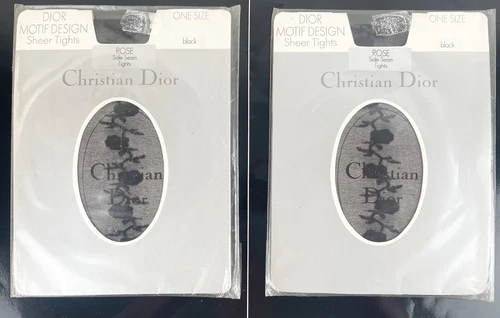 DIOR
MOTIF DESIGN
Sheer Tights
ONE SIZE
black
ROSE
Side Seam
Tights
Christian Dior
Christian
Dior
DIOR
MOTIF DESIGN
Sheer Tights
ONE SIZE
black
ROSE
Side Seam
Tights
Christian Dior
Christian
Dior